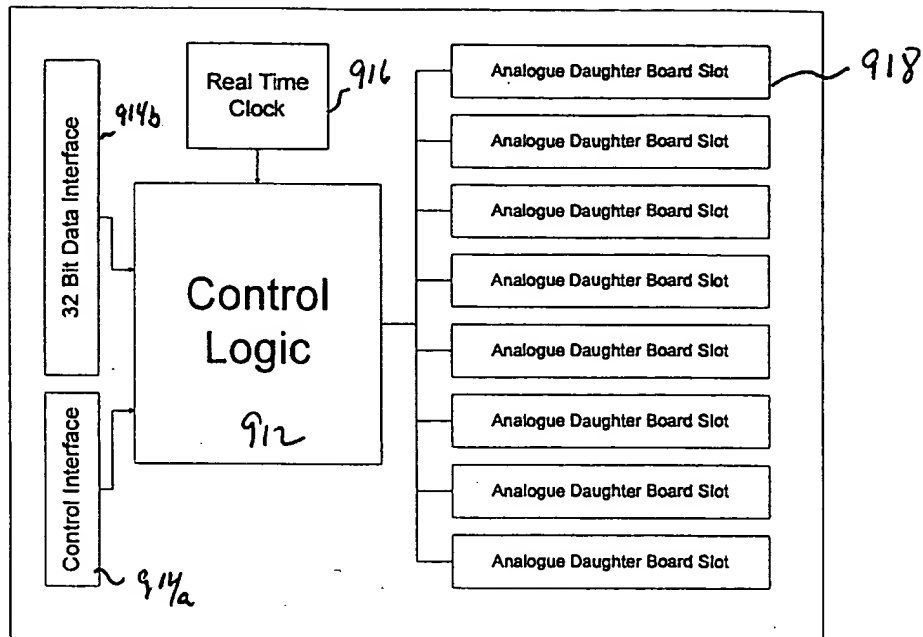 Real Time
Clock
916
Analogue Daughter Board Slot
918
914b
32 Bit Data Interface
Analogue Daughter Board Slot
Analogue Daughter Board Slot
Control
Logic
912
Analogue Daughter Board Slot
Analogue Daughter Board Slot
Control Interface
914a
Analogue Daughter Board Slot
Analogue Daughter Board Slot
Analogue Daughter Board Slot